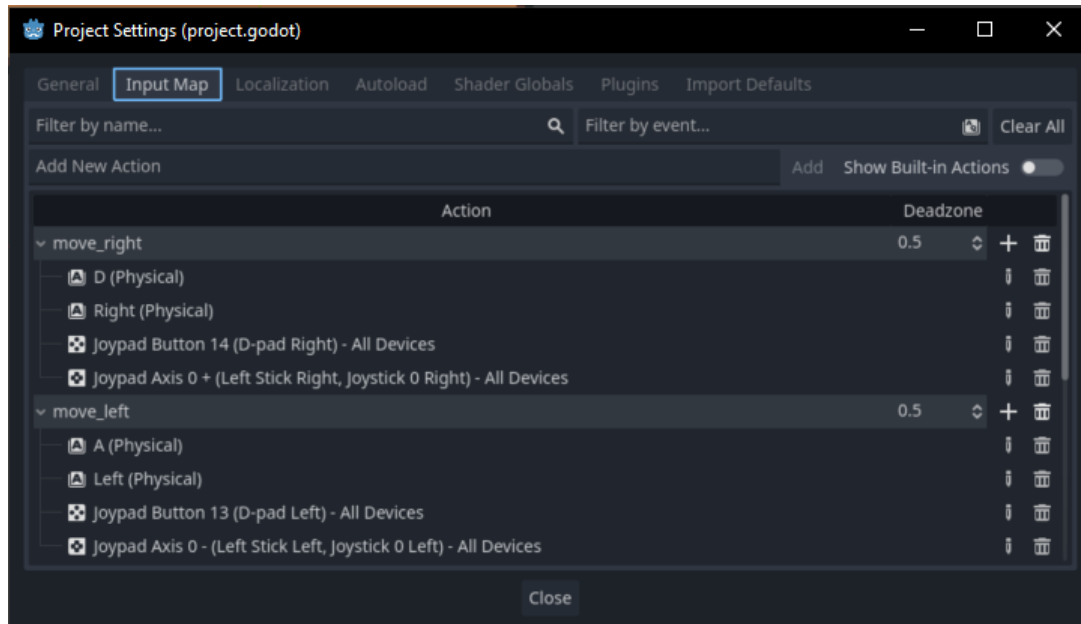 Project Settings (project.godot)
General Input Map Localization Autoload Shader Globals Plugins Import Defaults
Filter by name... Filter by event... Clear All
Add New Action Add Show Built-in Actions
Action Deadzone
move_right 0.5
D (Physical)
Right (Physical)
Joypad Button 14 (D-pad Right) - All Devices
Joypad Axis 0 + (Left Stick Right, Joystick 0 Right) - All Devices
move_left 0.5
A (Physical)
Left (Physical)
Joypad Button 13 (D-pad Left) - All Devices
Joypad Axis 0 - (Left Stick Left, Joystick 0 Left) - All Devices
Close